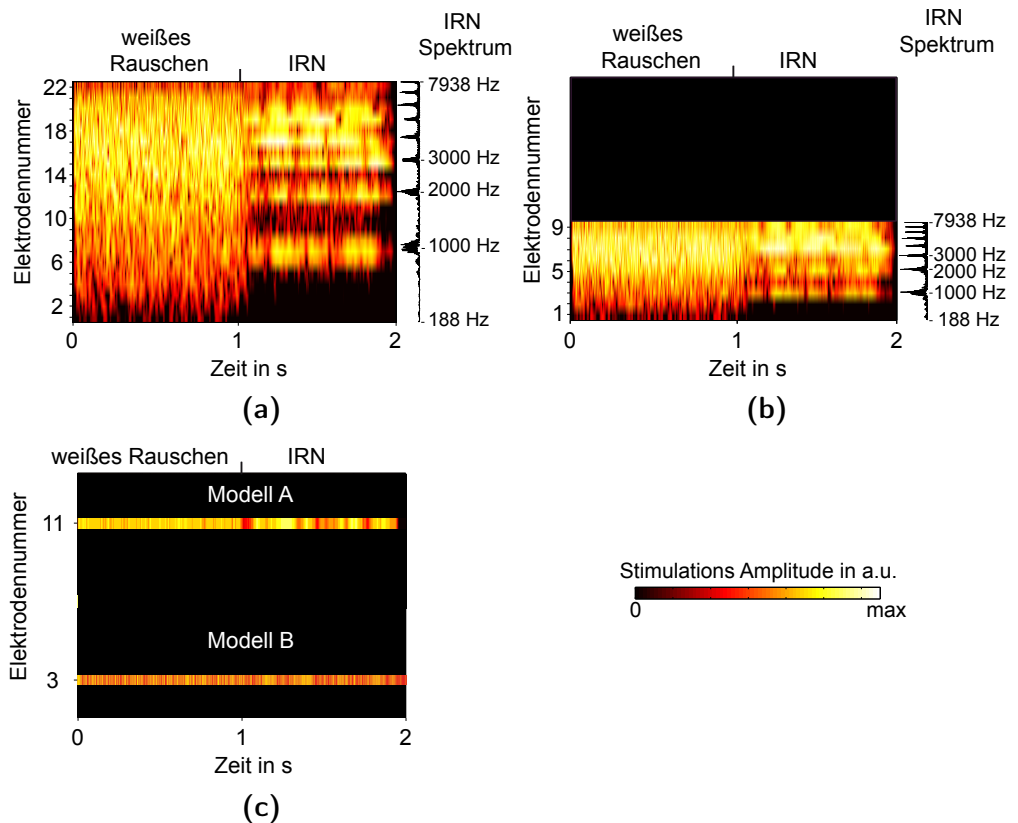 weißes
Rauschen
IRN
IRN
Spektrum
Elektrodennummer
22
18
14
10
6
2
7938 Hz
3000 Hz
2000 Hz
1000 Hz
188 Hz
0
1
2
Zeit in s
(a)
weißes
Rauschen
IRN
IRN
Spektrum
Elektrodennummer
9
5
1
7938 Hz
3000 Hz
2000 Hz
1000 Hz
188 Hz
0
1
2
Zeit in s
(b)
weißes Rauschen
IRN
Elektrodennummer
Modell A
11
Modell B
3
0
1
2
Zeit in s
(c)
Stimulations Amplitude in a.u.
0
max